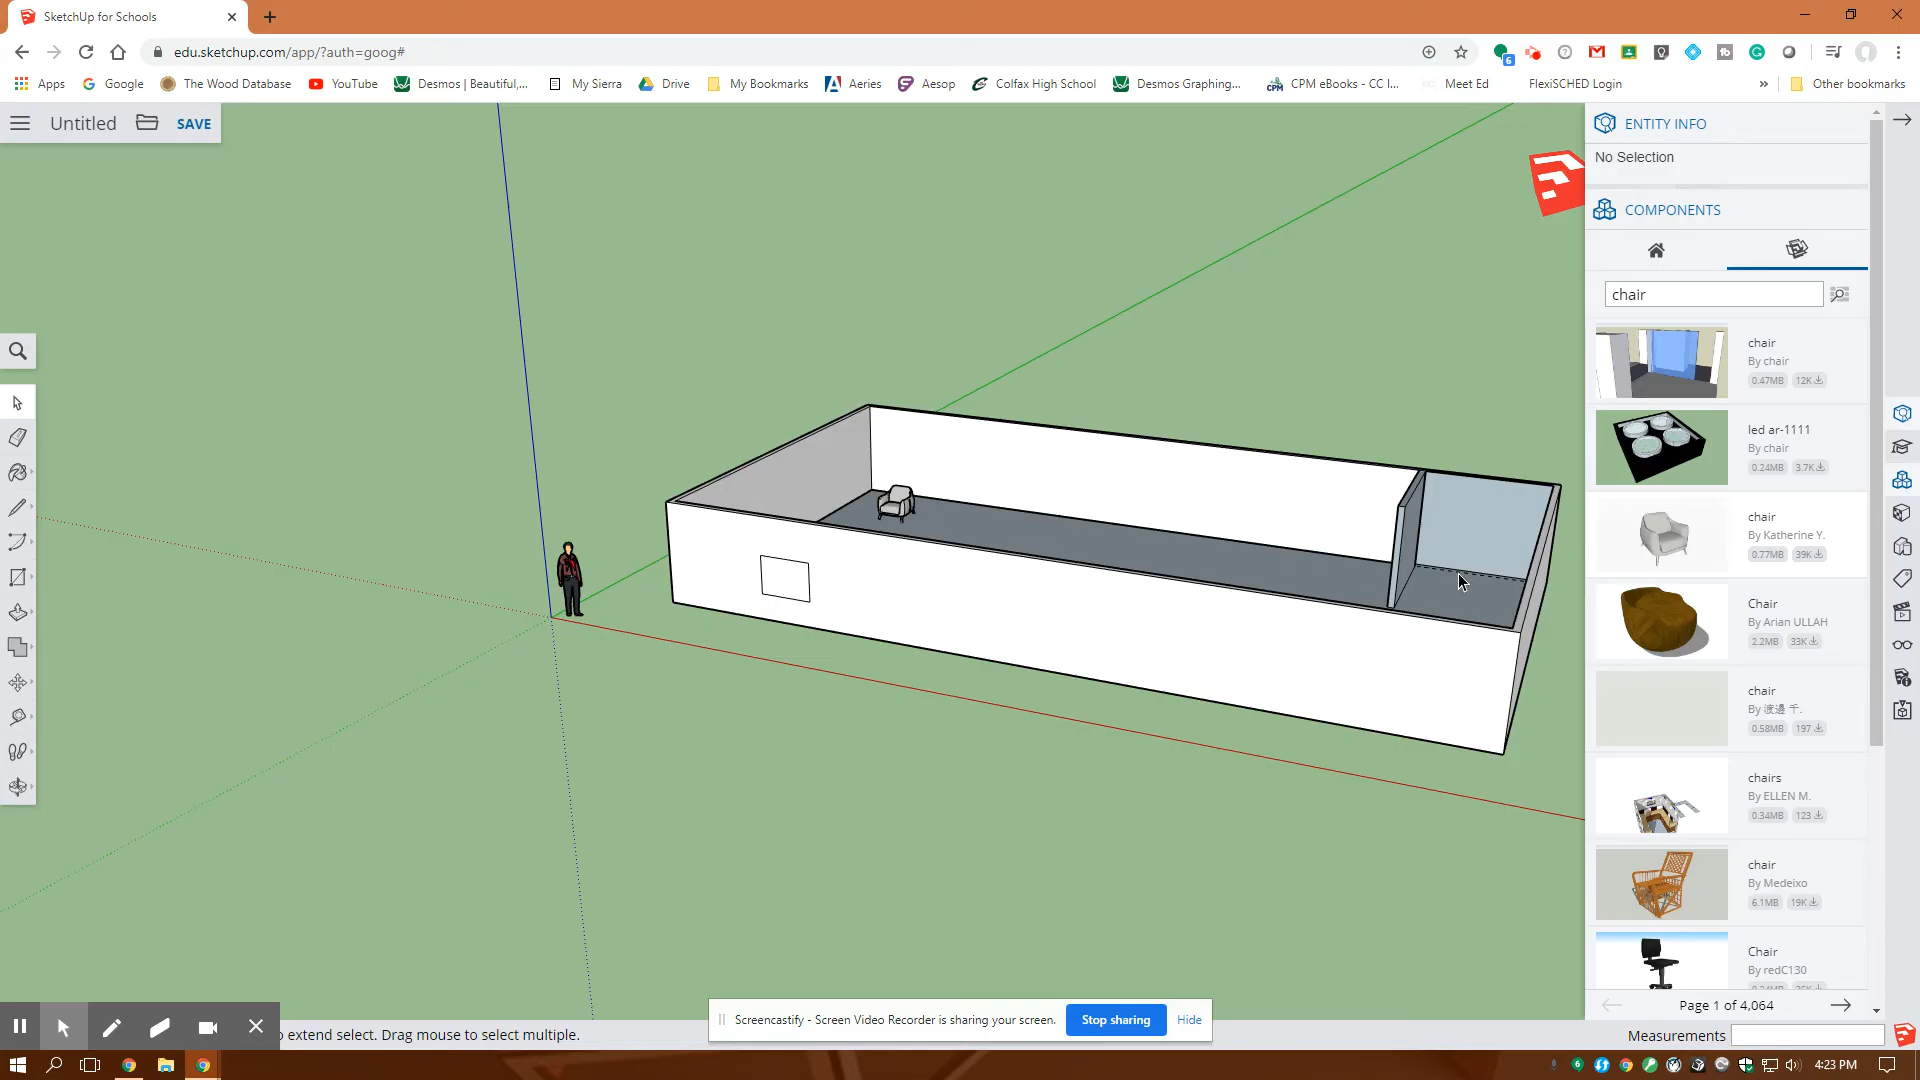 SketchUp for Schools
edu.sketchup.com/app/?auth=goog#
6
Apps
Google
The Wood Database
YouTube
Desmos | Beautiful,...
My Sierra
Drive
My Bookmarks
Aeries
Aesop
Colfax High School
Desmos Graphing...
CPM
CPM eBooks - CC I...
Meet Ed
FlexiSCHED Login
»
Other bookmarks
Untitled
SAVE
ENTITY INFO
No Selection
COMPONENTS
chair
chair
By chair
0.47MB
12K
led ar-1111
By chair
0.24MB
3.7K
chair
By Katherine Y.
0.77MB
39K
Chair
By Arian ULLAH
2.2MB
33K
chair
By 渡邉 千.
0.58MB
197
chairs
By ELLEN M.
0.34MB
123
chair
By Medeixo
6.1MB
19K
Chair
By redC130
Page 1 of 4,064
Screencastify - Screen Video Recorder is sharing your screen.
Stop sharing
Hide
o extend select. Drag mouse to select multiple.
Measurements
4:23 PM